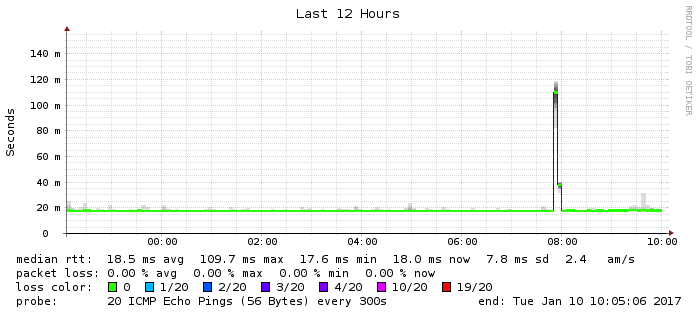 Last 12 Hours
RRDTOOL / TOBI OETIKER
Seconds
140 m
120 m
100 m
80 m
60 m
40 m
20 m
0
00:00 02:00 04:00 06:00 08:00 10:00
median rtt: 18.5 ms avg 109.7 ms max 17.6 ms min 18.0 ms now 7.8 ms sd 2.4 am/s
packet loss: 0.00 % avg 0.00 % max 0.00 % min 0.00 % now
loss color: 0 1/20 2/20 3/20 4/20 10/20 19/20
probe: 20 ICMP Echo Pings (56 Bytes) every 300s end: Tue Jan 10 10:05:06 2017